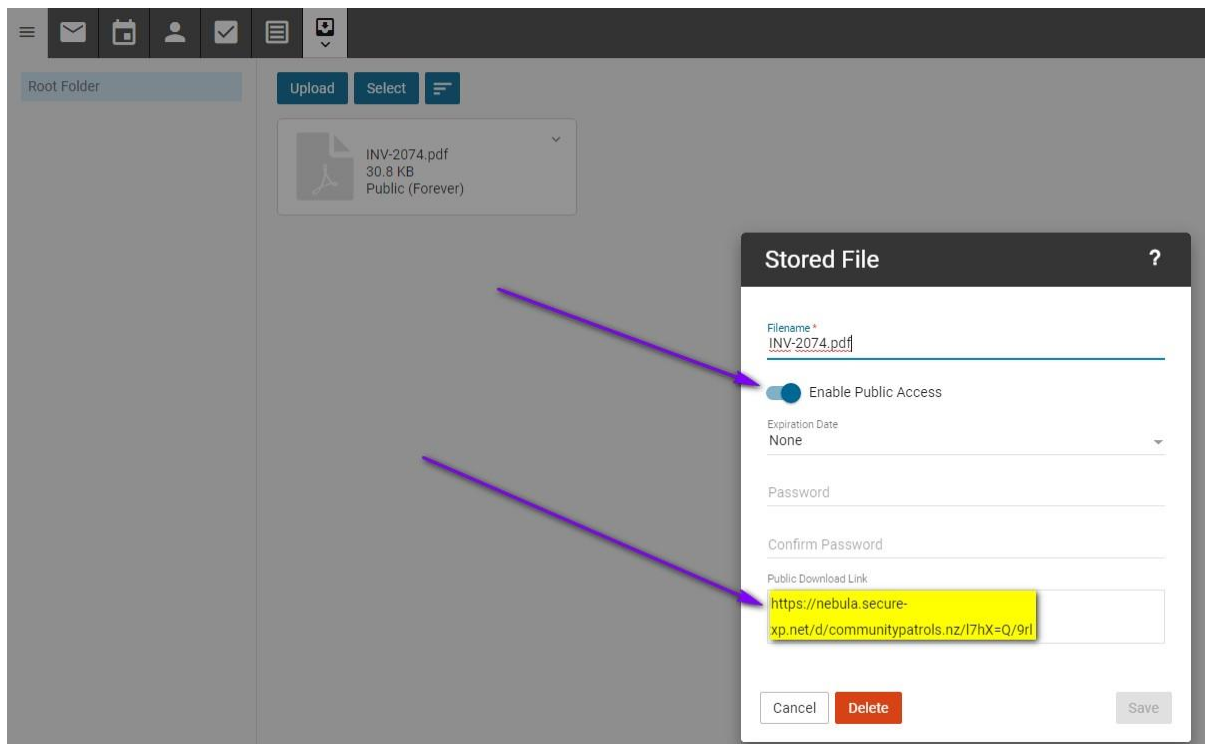 Root Folder
Upload Select
INV-2074.pdf
30.8 KB
Public (Forever)
Stored File ?
Filename *
INV-2074.pdf
Enable Public Access
Expiration Date
None
Password
Confirm Password
Public Download Link
https://nebula.secure-
xp.net/d/communitypatrols.nz/l7hX=Q/9rl
Cancel Delete Save